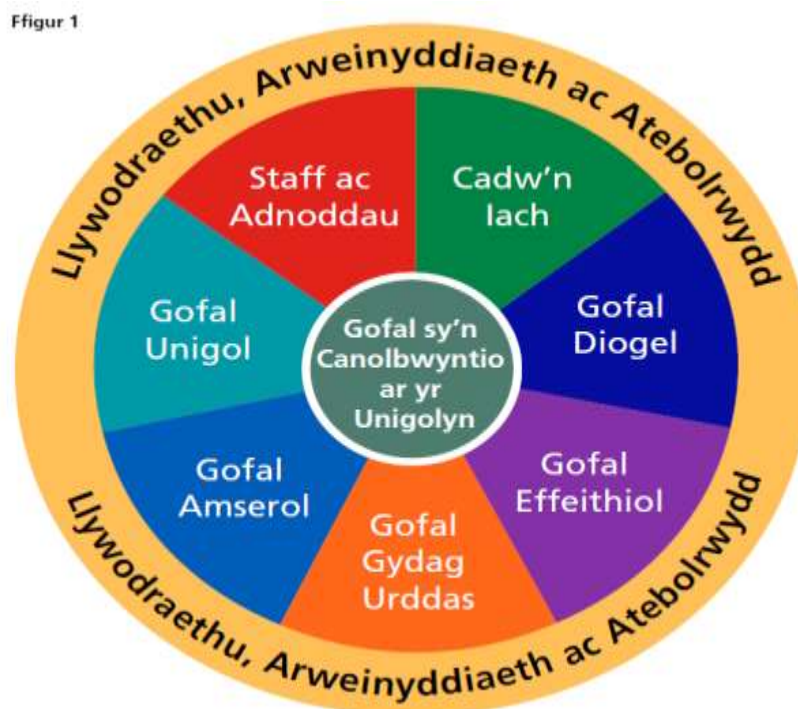 Ffigur 1
Llywodraethu, Arweinyddiaeth ac Atebolrwydd
Staff ac
Adnoddau
Cadw'n
Iach
Gofal
Unigol
Gofal
Diogel
Gofal sy'n
Canolbwyntio
ar yr
Unigolyn
Gofal
Amserol
Gofal
Effeithiol
Gofal
Gydag
Urddas
Llywodraethu, Arweinyddiaeth ac Atebolrwydd